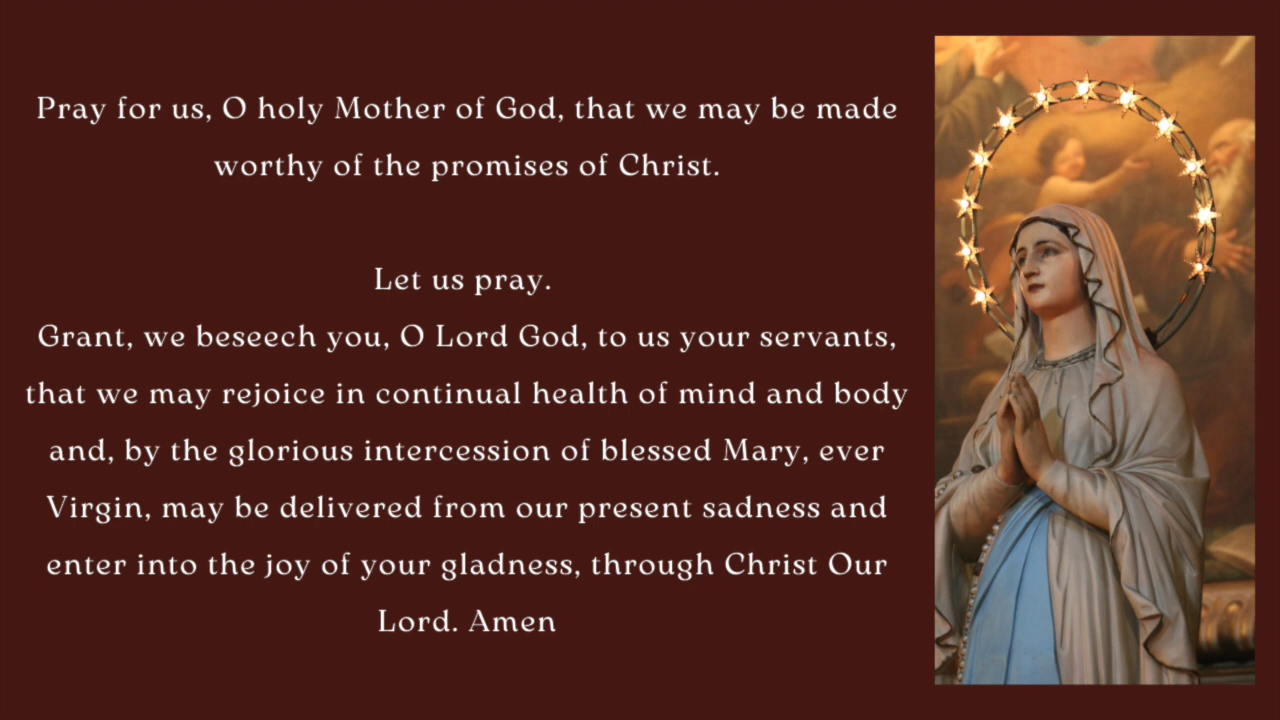 Pray for us, O holy Mother of God, that we may be made
worthy of the promises of Christ.
Let us pray.
Grant, we beseech you, O Lord God, to us your servants,
that we may rejoice in continual health of mind and body
and, by the glorious intercession of blessed Mary, ever
Virgin, may be delivered from our present sadness and
enter into the joy of your gladness, through Christ Our
Lord. Amen